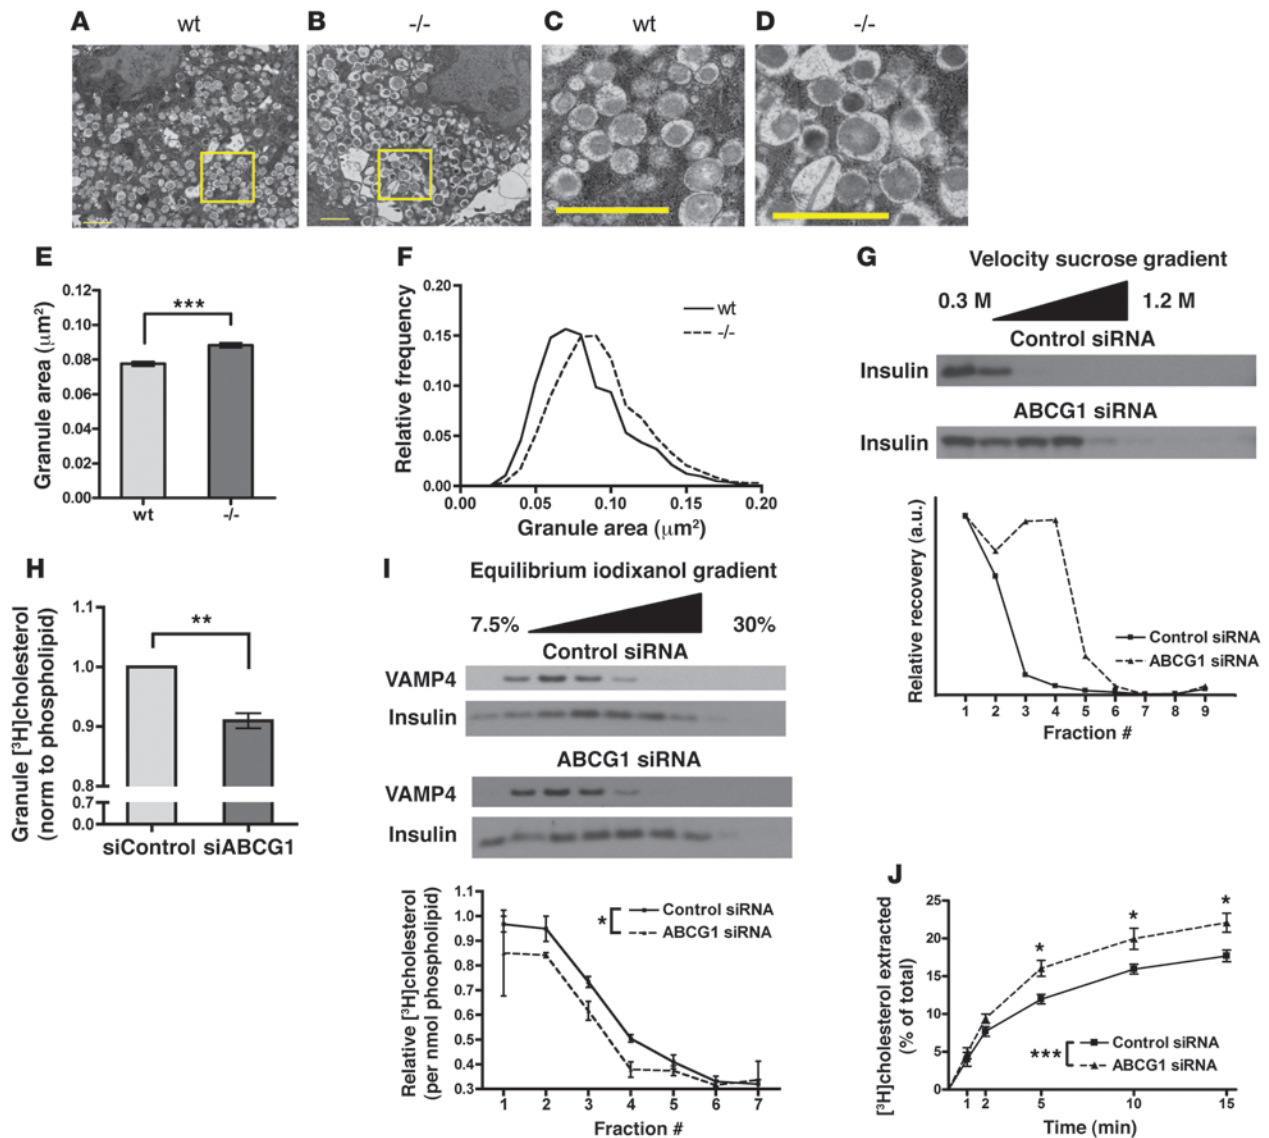 A wt
B -/-
C wt
D -/-
E
Granule area (μm²)
0.12
0.10
0.08
0.06
0.04
0.02
0.00
***
wt -/-
F
Relative frequency
0.20
0.15
0.10
0.05
0.00
wt
-/-
0.00 0.05 0.10 0.15 0.20
Granule area (μm²)
G
Velocity sucrose gradient
0.3 M 1.2 M
Control siRNA
Insulin
ABCG1 siRNA
Insulin
Relative recovery (a.u.)
Control siRNA
ABCG1 siRNA
1 2 3 4 5 6 7 8 9
Fraction #
H
Granule [³H]cholesterol
(norm to phospholipid)
1.1
1.0
0.9
0.8
0.7
0.0
**
siControl siABCG1
I
Equilibrium iodixanol gradient
7.5% 30%
Control siRNA
VAMP4
Insulin
ABCG1 siRNA
VAMP4
Insulin
Relative [³H]cholesterol
(per nmol phospholipid)
1.1
1.0
0.9
0.8
0.7
0.6
0.5
0.4
0.3
*
Control siRNA
ABCG1 siRNA
1 2 3 4 5 6 7
Fraction #
J
[³H]cholesterol extracted
(% of total)
25
20
15
10
5
0
* * *
***
Control siRNA
ABCG1 siRNA
1 2 5 10 15
Time (min)